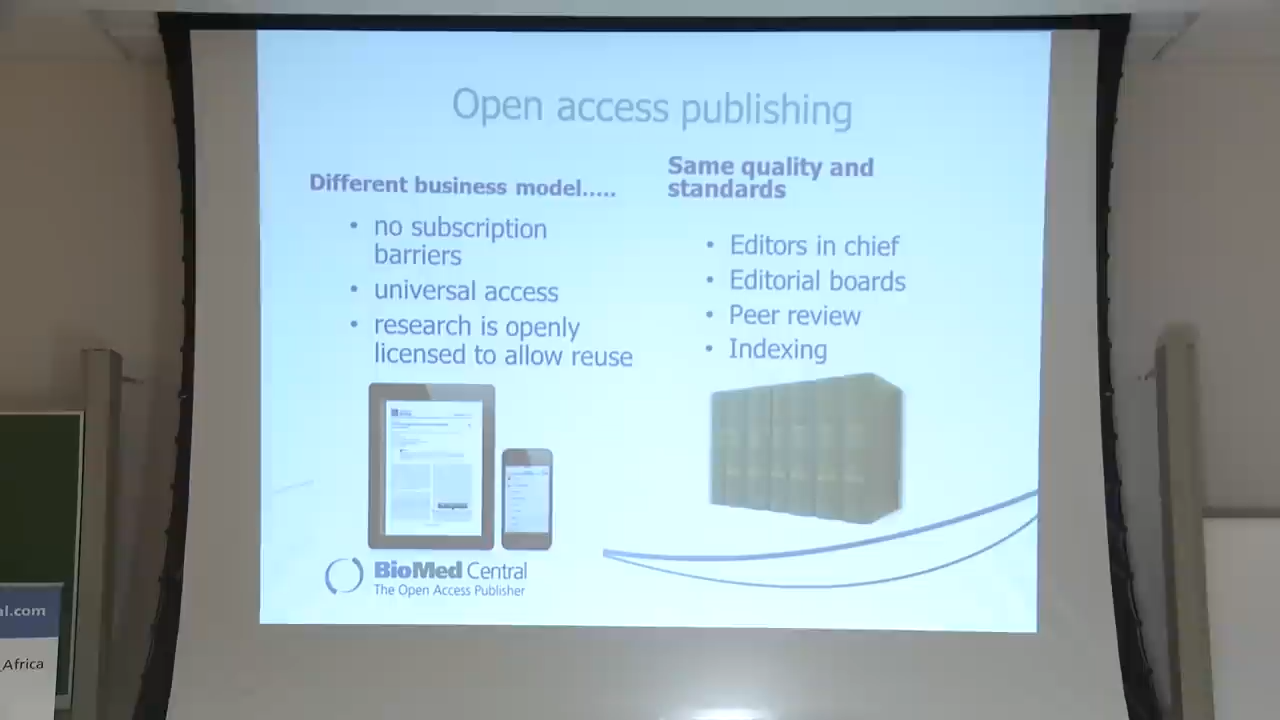 Open access publishing
Different business model.....
• no subscription
barriers
• universal access
• research is openly
licensed to allow reuse
Same quality and
standards
• Editors in chief
• Editorial boards
• Peer review
• Indexing
BioMed Central
The Open Access Publisher
al.com
_Africa